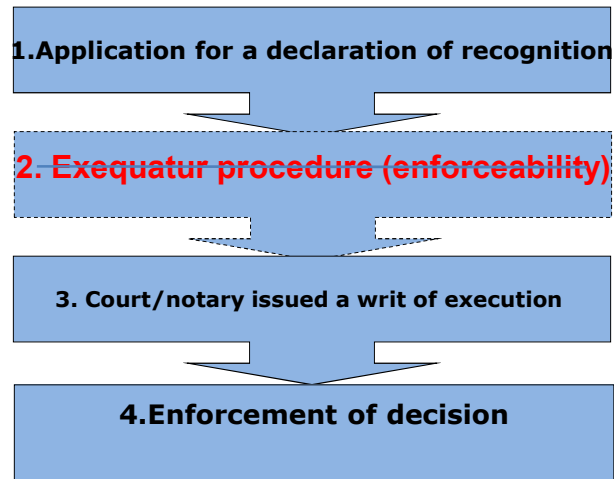 1.Application for a declaration of recognition
2. Exequatur procedure (enforceability)
3. Court/notary issued a writ of execution
4.Enforcement of decision